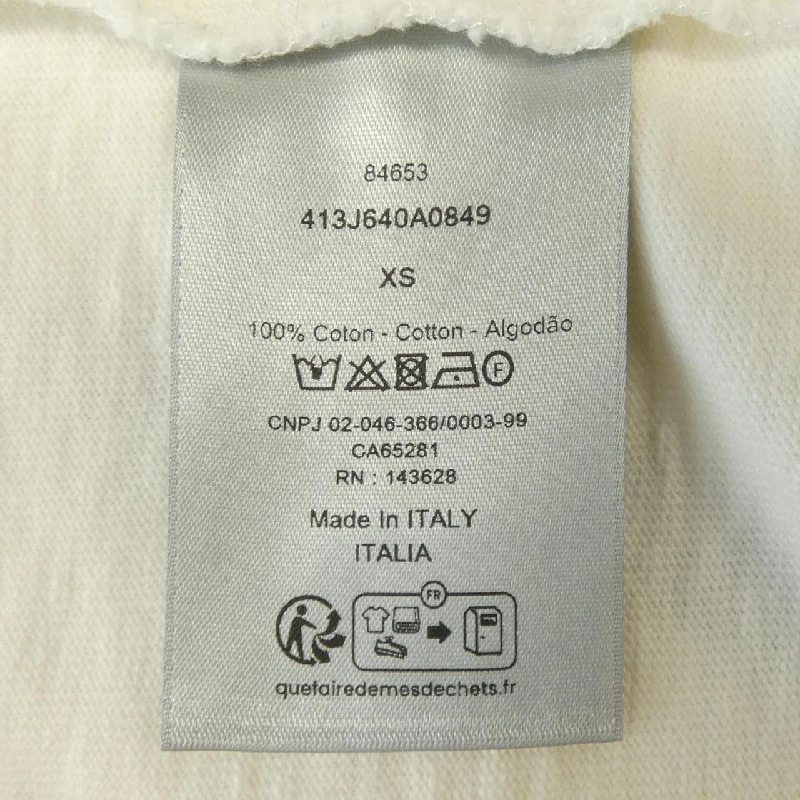 84653
413J640A0849
XS
100% Coton - Cotton - Algodão
F
CNPJ 02-046-366/0003-99
CA65281
RN : 143628
Made In ITALY
ITALIA
FR
quefairedemesdechets.fr